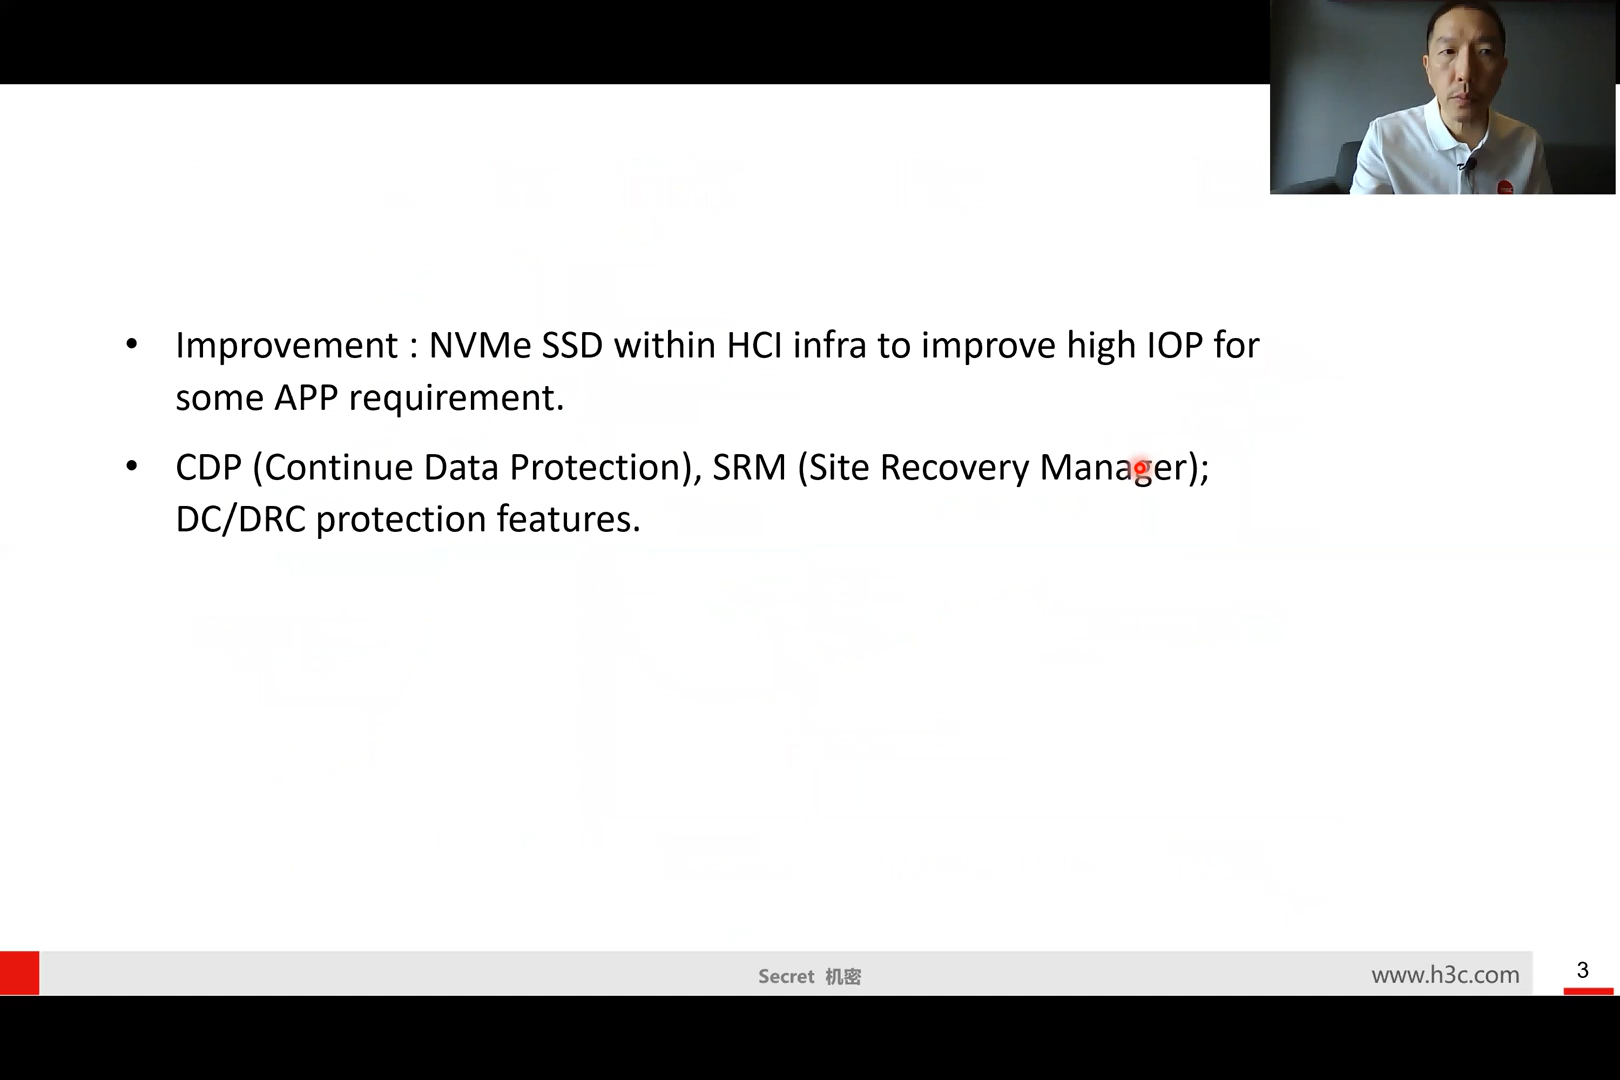 • Improvement : NVMe SSD within HCI infra to improve high IOP for
some APP requirement.
• CDP (Continue Data Protection), SRM (Site Recovery Manager);
DC/DRC protection features.
Secret 机密
www.h3c.com
3